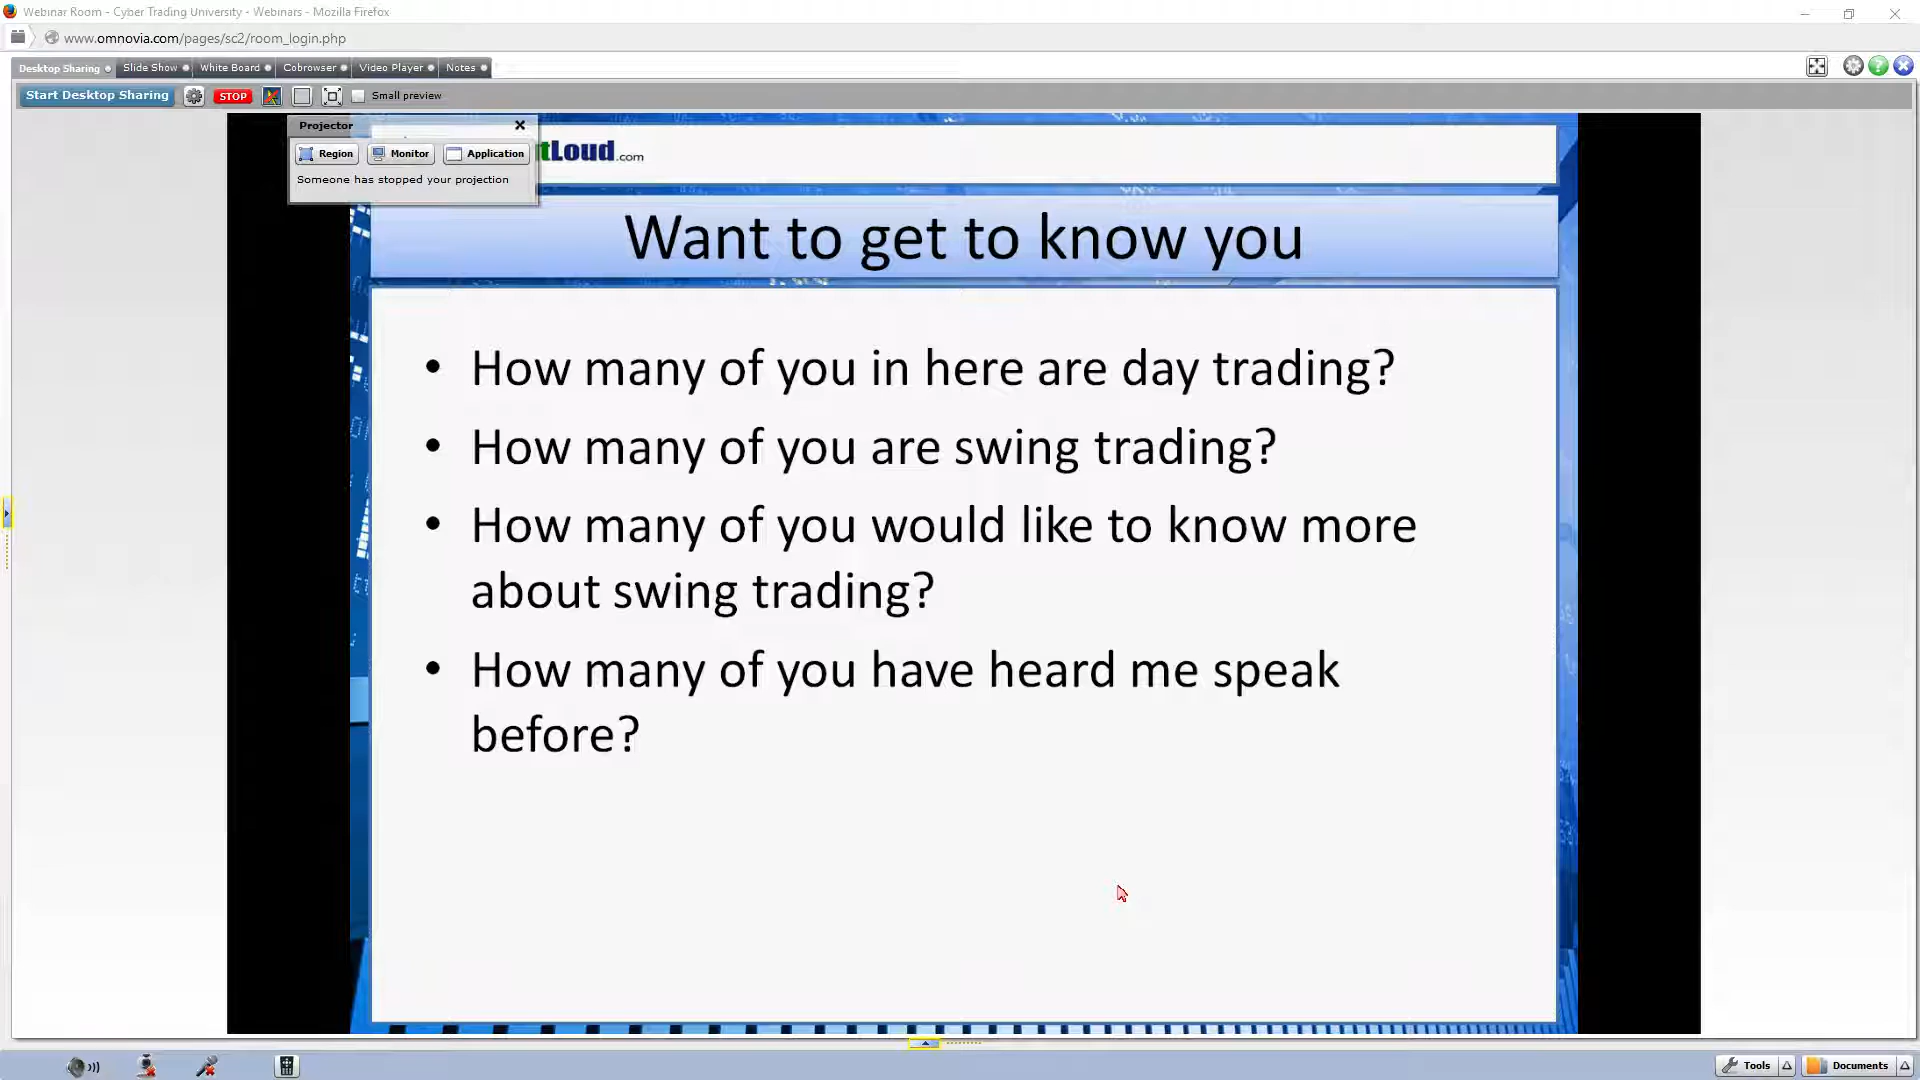 Webinar Room - Cyber Trading University - Webinars - Mozilla Firefox
www.omnovia.com/pages/sc2/room_login.php
Desktop Sharing Slide Show White Board Cobrowser Video Player Notes
Start Desktop Sharing STOP Small preview
Projector
Region Monitor Application
Someone has stopped your projection
tLoud.com
Want to get to know you
• How many of you in here are day trading?
• How many of you are swing trading?
• How many of you would like to know more
about swing trading?
• How many of you have heard me speak
before?
Tools Documents